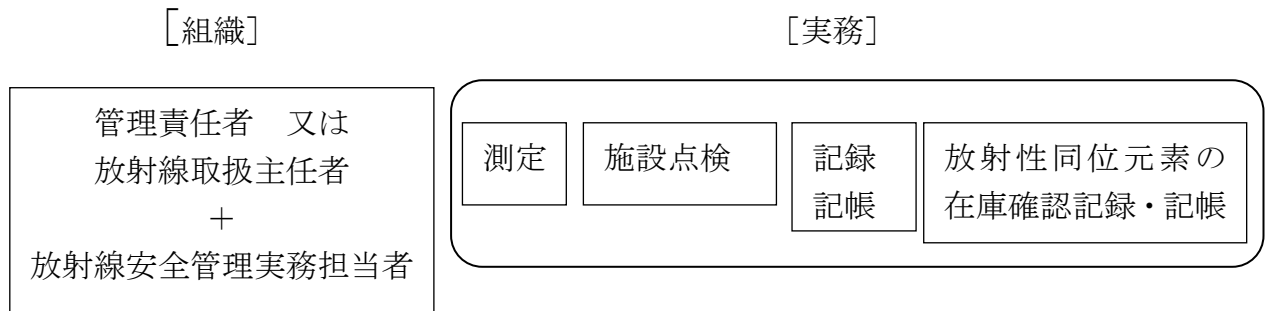 ［組織］
［実務］
管理責任者　又は
放射線取扱主任者
＋
放射線安全管理実務担当者
測定
施設点検
記録
記帳
放射性同位元素の
在庫確認記録・記帳